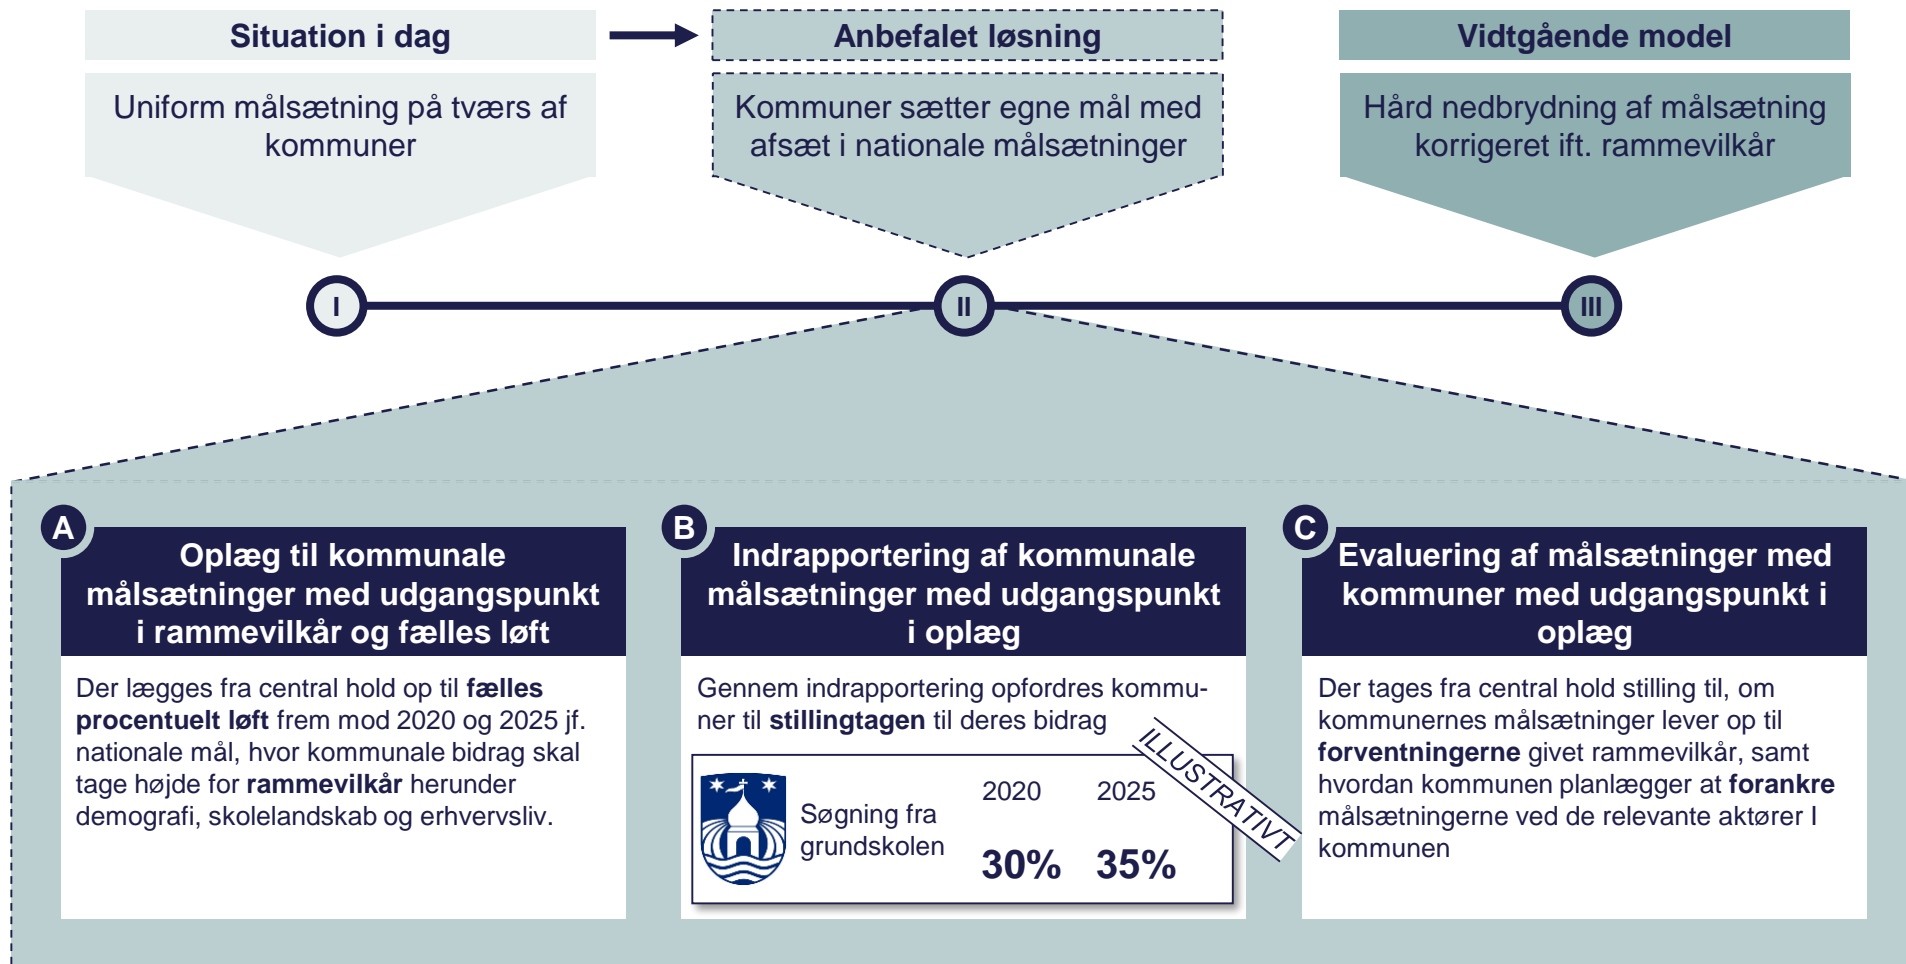 Situation i dag
Anbefalet løsning
Vidtgående model
Uniform målsætning på tværs af
kommuner
Kommuner sætter egne mål med
afsæt i nationale målsætninger
Hård nedbrydning af målsætning
korrigeret ift. rammevilkår
I
II
III
A
Oplæg til kommunale
målsætninger med udgangspunkt
i rammevilkår og fælles løft
Der lægges fra central hold op til fælles
procentuelt løft frem mod 2020 og 2025 jf.
nationale mål, hvor kommunale bidrag skal
tage højde for rammevilkår herunder
demografi, skolelandskab og erhvervsliv.
B
Indrapportering af kommunale
målsætninger med udgangspunkt
i oplæg
Gennem indrapportering opfordres kommu-
ner til stillingtagen til deres bidrag
ILLUSTRATIVT
2020 2025
Søgning fra
grundskolen
30% 35%
C
Evaluering af målsætninger med
kommuner med udgangspunkt i
oplæg
Der tages fra central hold stilling til, om
kommunernes målsætninger lever op til
forventningerne givet rammevilkår, samt
hvordan kommunen planlægger at forankre
målsætningerne ved de relevante aktører I
kommunen